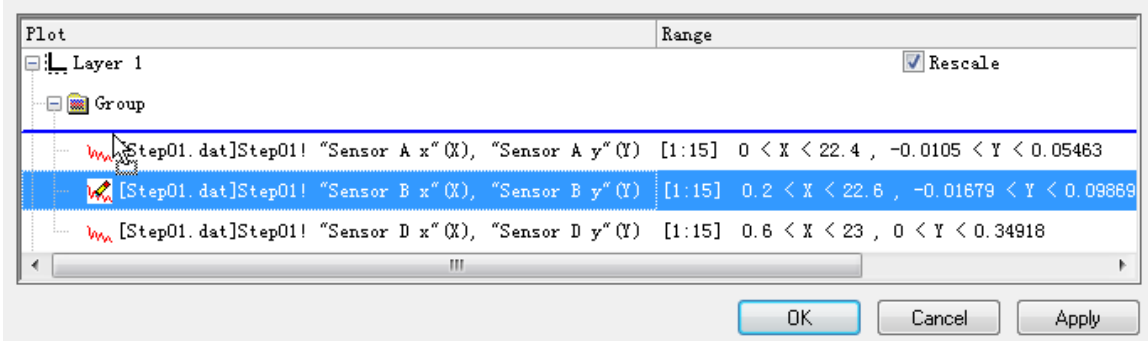 Plot Range
Layer 1 Rescale
Group
[Step01.dat]Step01! "Sensor A x"(X), "Sensor A y"(Y) [1:15] 0 < X < 22.4 , -0.0105 < Y < 0.05463
[Step01.dat]Step01! "Sensor B x"(X), "Sensor B y"(Y) [1:15] 0.2 < X < 22.6 , -0.01679 < Y < 0.09869
[Step01.dat]Step01! "Sensor D x"(X), "Sensor D y"(Y) [1:15] 0.6 < X < 23 , 0 < Y < 0.34918
OK Cancel Apply